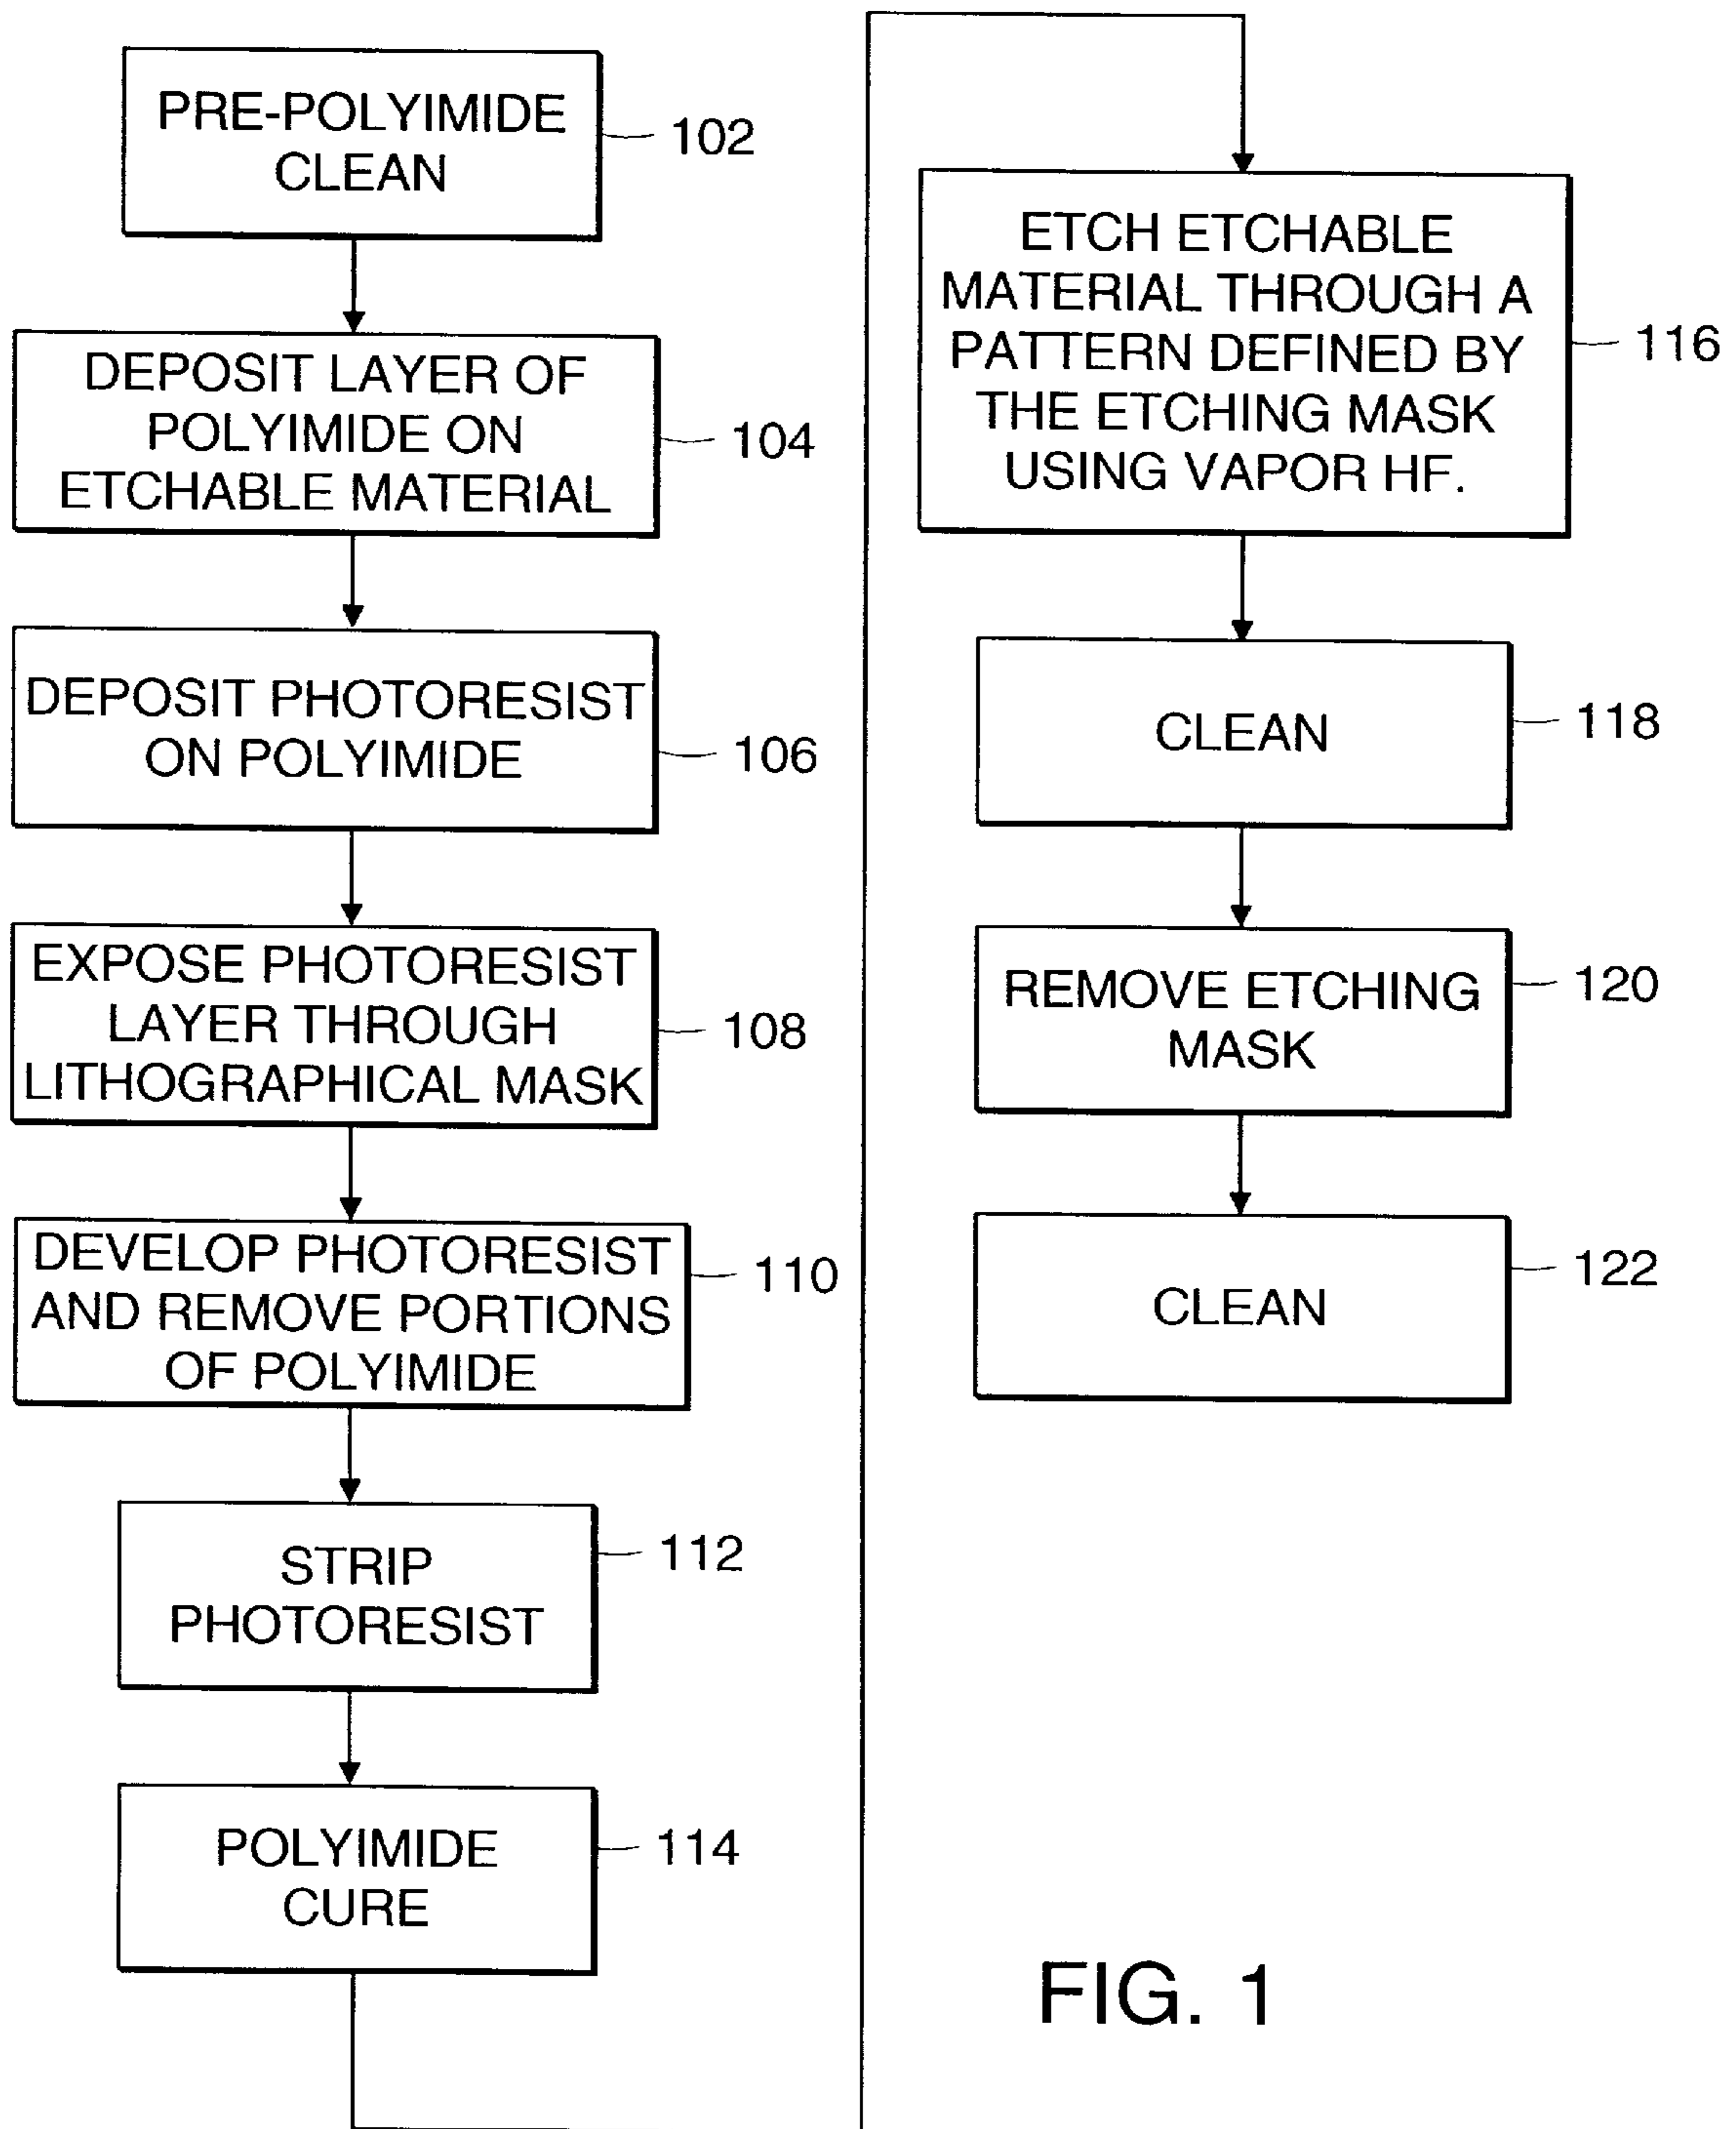 PRE-POLYIMIDE
CLEAN
102
DEPOSIT LAYER OF
POLYIMIDE ON
ETCHABLE MATERIAL
104
DEPOSIT PHOTORESIST
ON POLYIMIDE
106
EXPOSE PHOTORESIST
LAYER THROUGH
LITHOGRAPHICAL MASK
108
DEVELOP PHOTORESIST
AND REMOVE PORTIONS
OF POLYIMIDE
110
STRIP
PHOTORESIST
112
POLYIMIDE
CURE
114
ETCH ETCHABLE
MATERIAL THROUGH A
PATTERN DEFINED BY
THE ETCHING MASK
USING VAPOR HF.
116
CLEAN
118
REMOVE ETCHING
MASK
120
CLEAN
122
FIG. 1